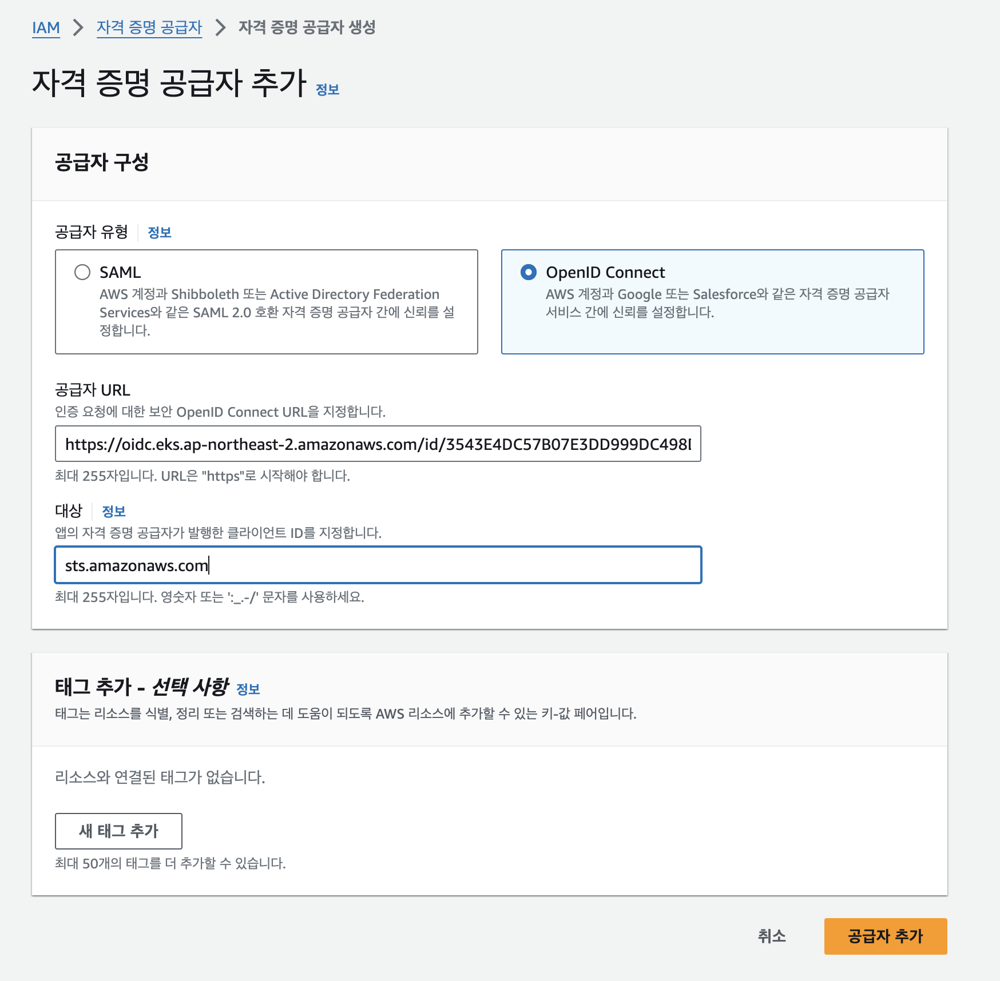 IAM > 자격 증명 공급자 > 자격 증명 공급자 생성
자격 증명 공급자 추가 정보
공급자 구성
공급자 유형 정보
SAML
AWS 계정과 Shibboleth 또는 Active Directory Federation
Services와 같은 SAML 2.0 호환 자격 증명 공급자 간에 신뢰를 설
정합니다.
OpenID Connect
AWS 계정과 Google 또는 Salesforce와 같은 자격 증명 공급자
서비스 간에 신뢰를 설정합니다.
공급자 URL
인증 요청에 대한 보안 OpenID Connect URL을 지정합니다.
https://oidc.eks.ap-northeast-2.amazonaws.com/id/3543E4DC57B07E3DD999DC498
최대 255자입니다. URL은 "https"로 시작해야 합니다.
대상 정보
앱의 자격 증명 공급자가 발행한 클라이언트 ID를 지정합니다.
sts.amazonaws.com
최대 255자입니다. 영숫자 또는 ':_.-/' 문자를 사용하세요.
태그 추가 - 선택 사항 정보
태그는 리소스를 식별, 정리 또는 검색하는 데 도움이 되도록 AWS 리소스에 추가할 수 있는 키-값 페어입니다.
리소스와 연결된 태그가 없습니다.
새 태그 추가
최대 50개의 태그를 더 추가할 수 있습니다.
취소
공급자 추가